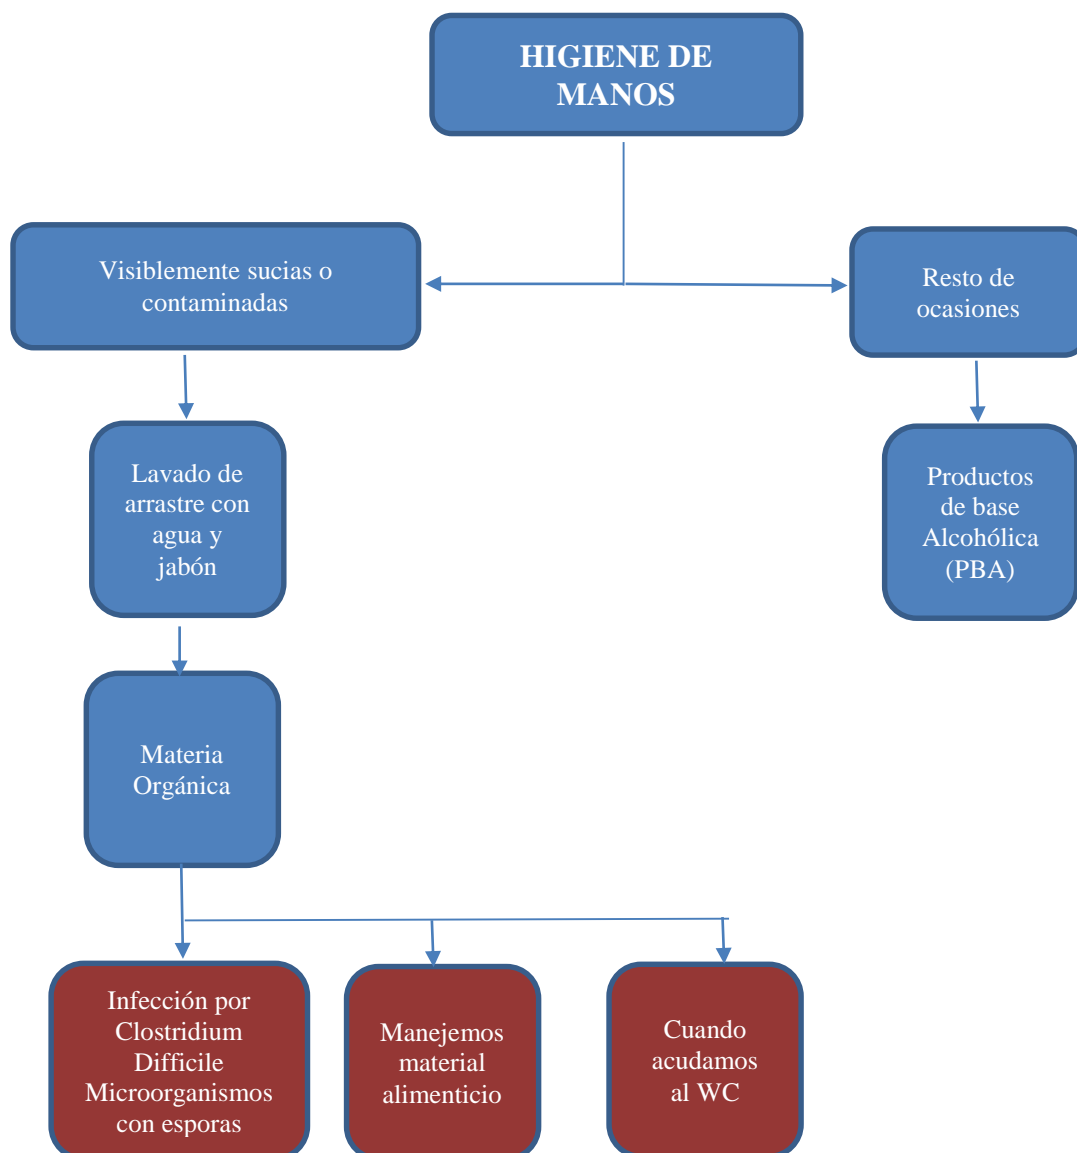 HIGIENE DE
MANOS
Visiblemente sucias o
contaminadas
Resto de
ocasiones
Lavado de
arrastre con
agua y
jabón
Productos
de base
Alcohólica
(PBA)
Materia
Orgánica
Infección por
Clostridium
Difficile
Microorganismos
con esporas
Manejemos
material
alimenticio
Cuando
acudamos
al WC